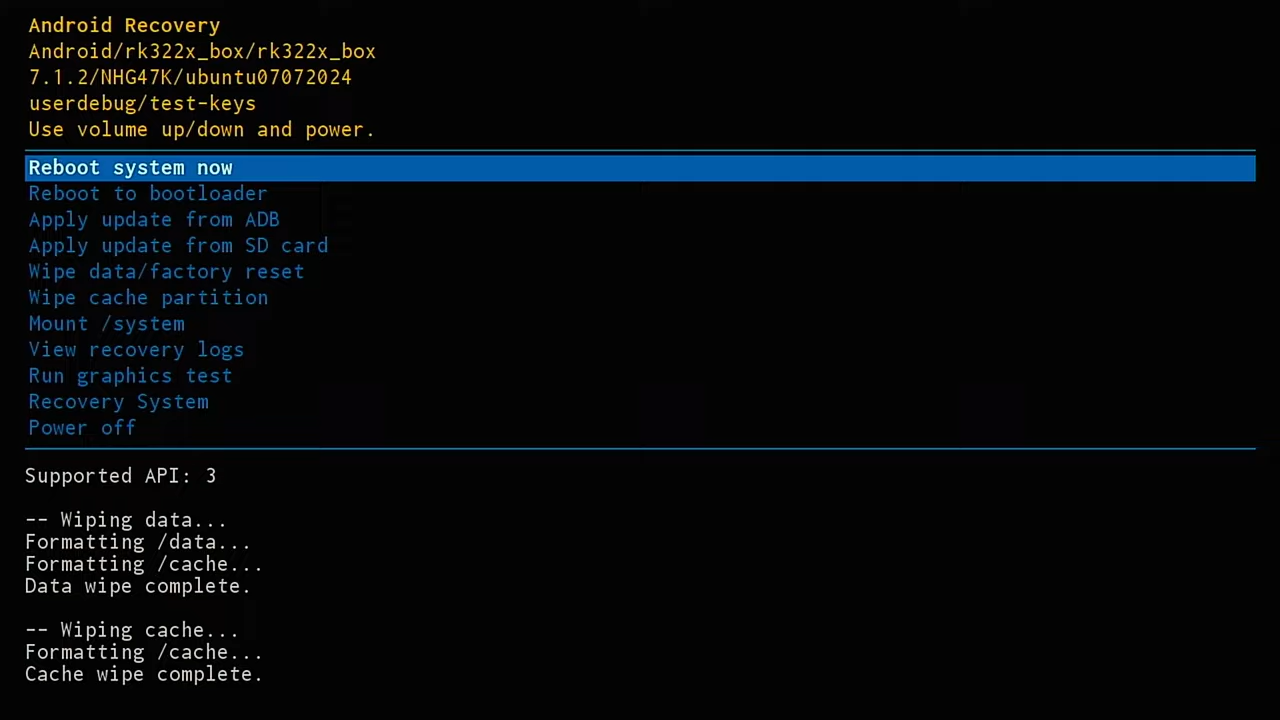 Android Recovery
Android/rk322x_box/rk322x_box
7.1.2/NHG47K/ubuntu07072024
userdebug/test-keys
Use volume up/down and power.
Reboot system now
Reboot to bootloader
Apply update from ADB
Apply update from SD card
Wipe data/factory reset
Wipe cache partition
Mount /system
View recovery logs
Run graphics test
Recovery System
Power off
Supported API: 3
-- Wiping data...
Formatting /data...
Formatting /cache...
Data wipe complete.
-- Wiping cache...
Formatting /cache...
Cache wipe complete.